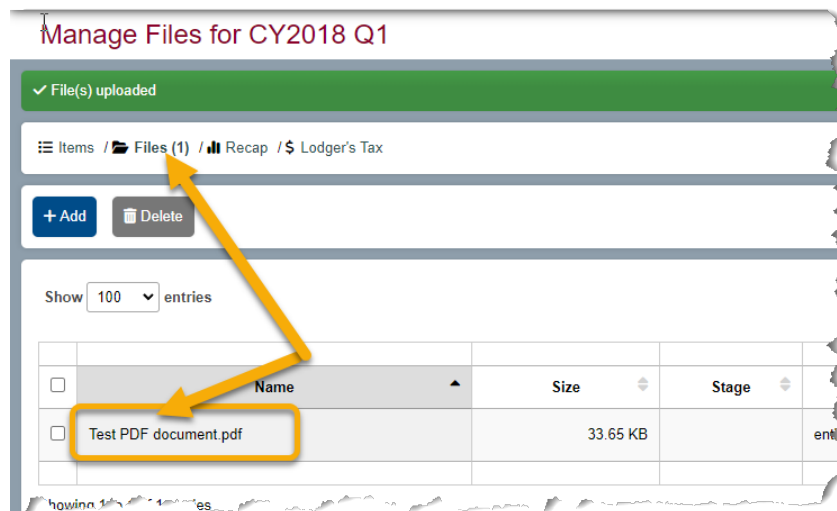 Manage Files for CY2018 Q1
File(s) uploaded
Items / Files (1) / Recap / $ Lodger's Tax
+ Add Delete
Show 100 entries
Name Size Stage
Test PDF document.pdf 33.65 KB